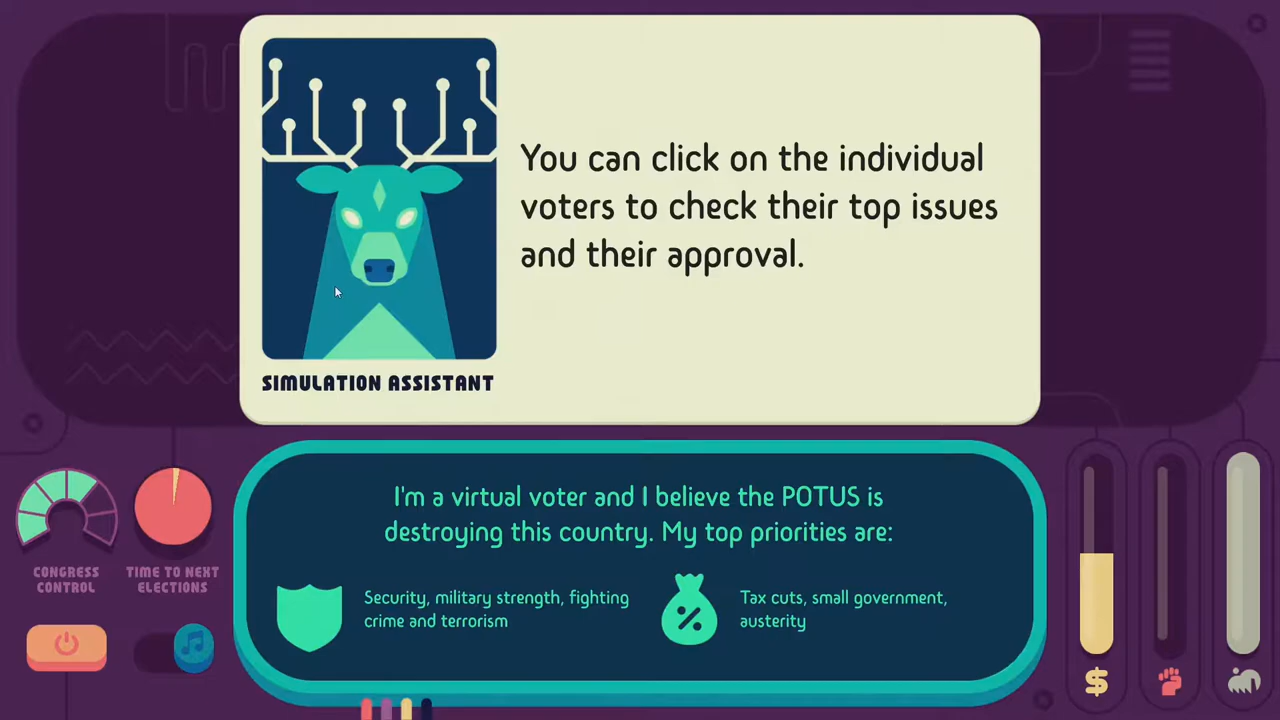 You can click on the individual
voters to check their top issues
and their approval.
SIMULATION ASSISTANT
I'm a virtual voter and I believe the POTUS is
destroying this country. My top priorities are:
Security, military strength, fighting
crime and terrorism
Tax cuts, small government,
austerity
CONGRESS
CONTROL
TIME TO NEXT
ELECTIONS
%
$